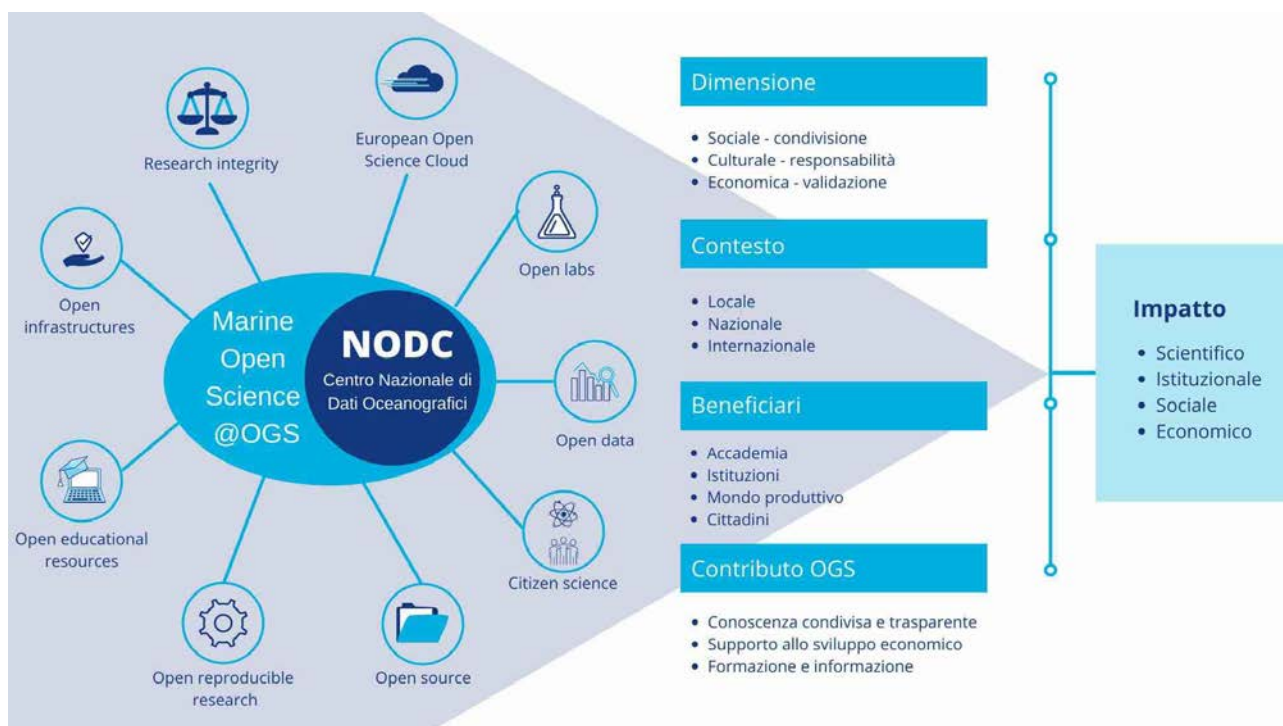 Research integrity
European Open
Science Cloud
Open labs
Open
infrastructures
Marine
Open
Science
@OGS
NODC
Centro Nazionale di
Dati Oceanografici
Open data
Open educational
resources
Citizen science
Open reproducible
research
Open source
Dimensione
• Sociale - condivisione
• Culturale - responsabilità
• Economica - validazione
Contesto
• Locale
• Nazionale
• Internazionale
Beneficiari
• Accademia
• Istituzioni
• Mondo produttivo
• Cittadini
Contributo OGS
• Conoscenza condivisa e trasparente
• Supporto allo sviluppo economico
• Formazione e informazione
Impatto
• Scientifico
• Istituzionale
• Sociale
• Economico